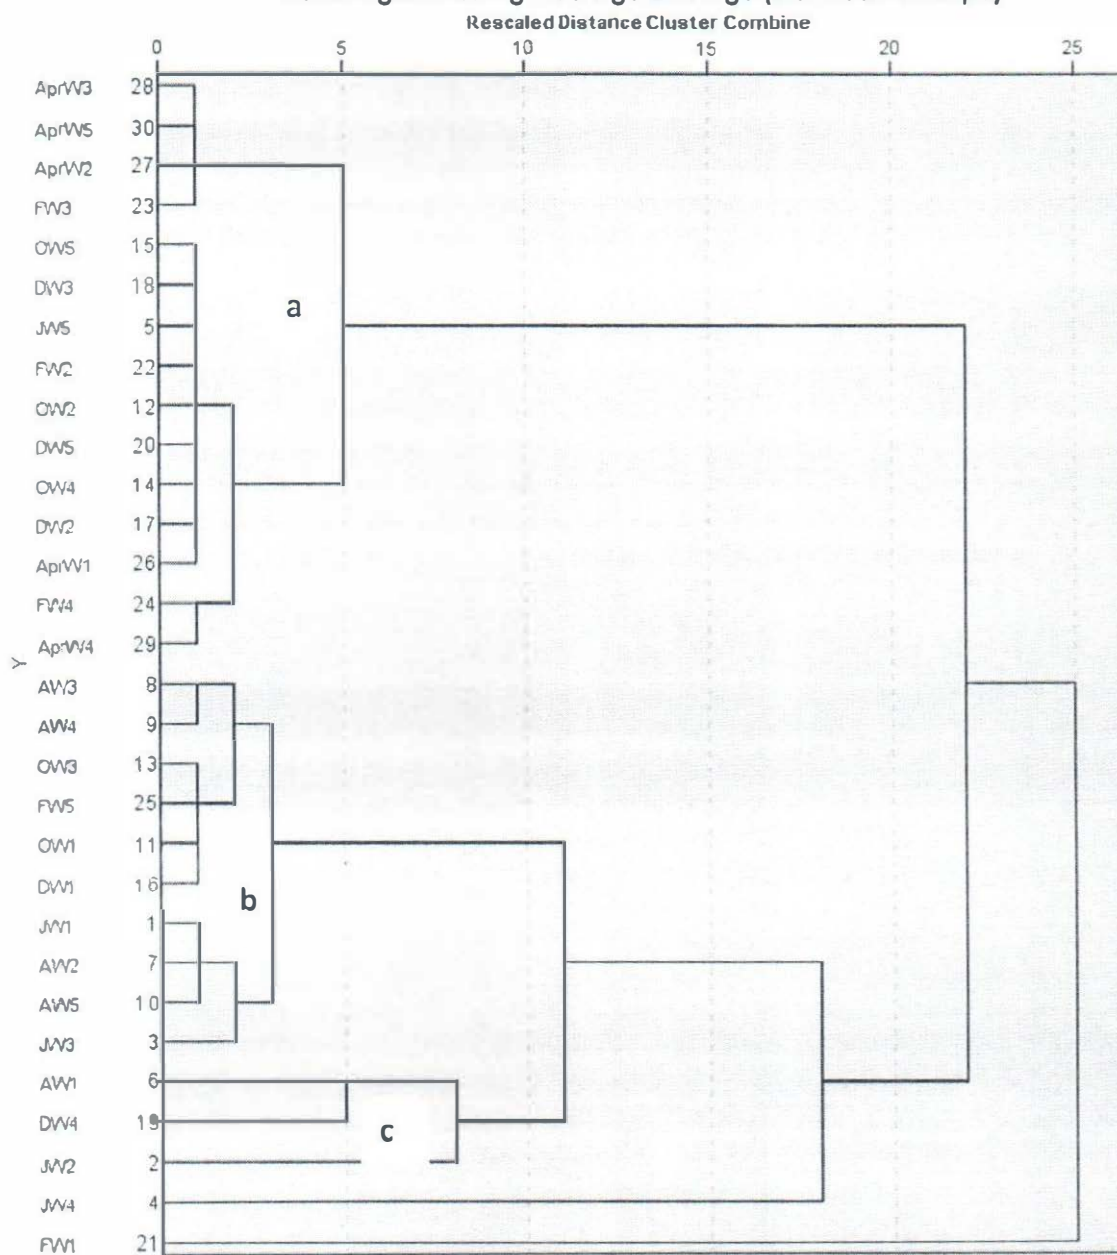 Rescaled Distance Cluster Combine
0 5 10 15 20 25
AprW3 28
AprW5 30
AprW2 27
FW3 23
OW5 15
DW3 18
a
JW5 5
FW2 22
OW2 12
DW5 20
OW4 14
DW2 17
AprW1 26
FW4 24
AprW4 29
Y
AW3 8
AW4 9
OW3 13
FW5 25
OW1 11
DW1 16
b
JW1 1
AW2 7
AW5 10
JW3 3
AW1 6
DW4 19
c
JW2 2
JW4 4
FW1 21